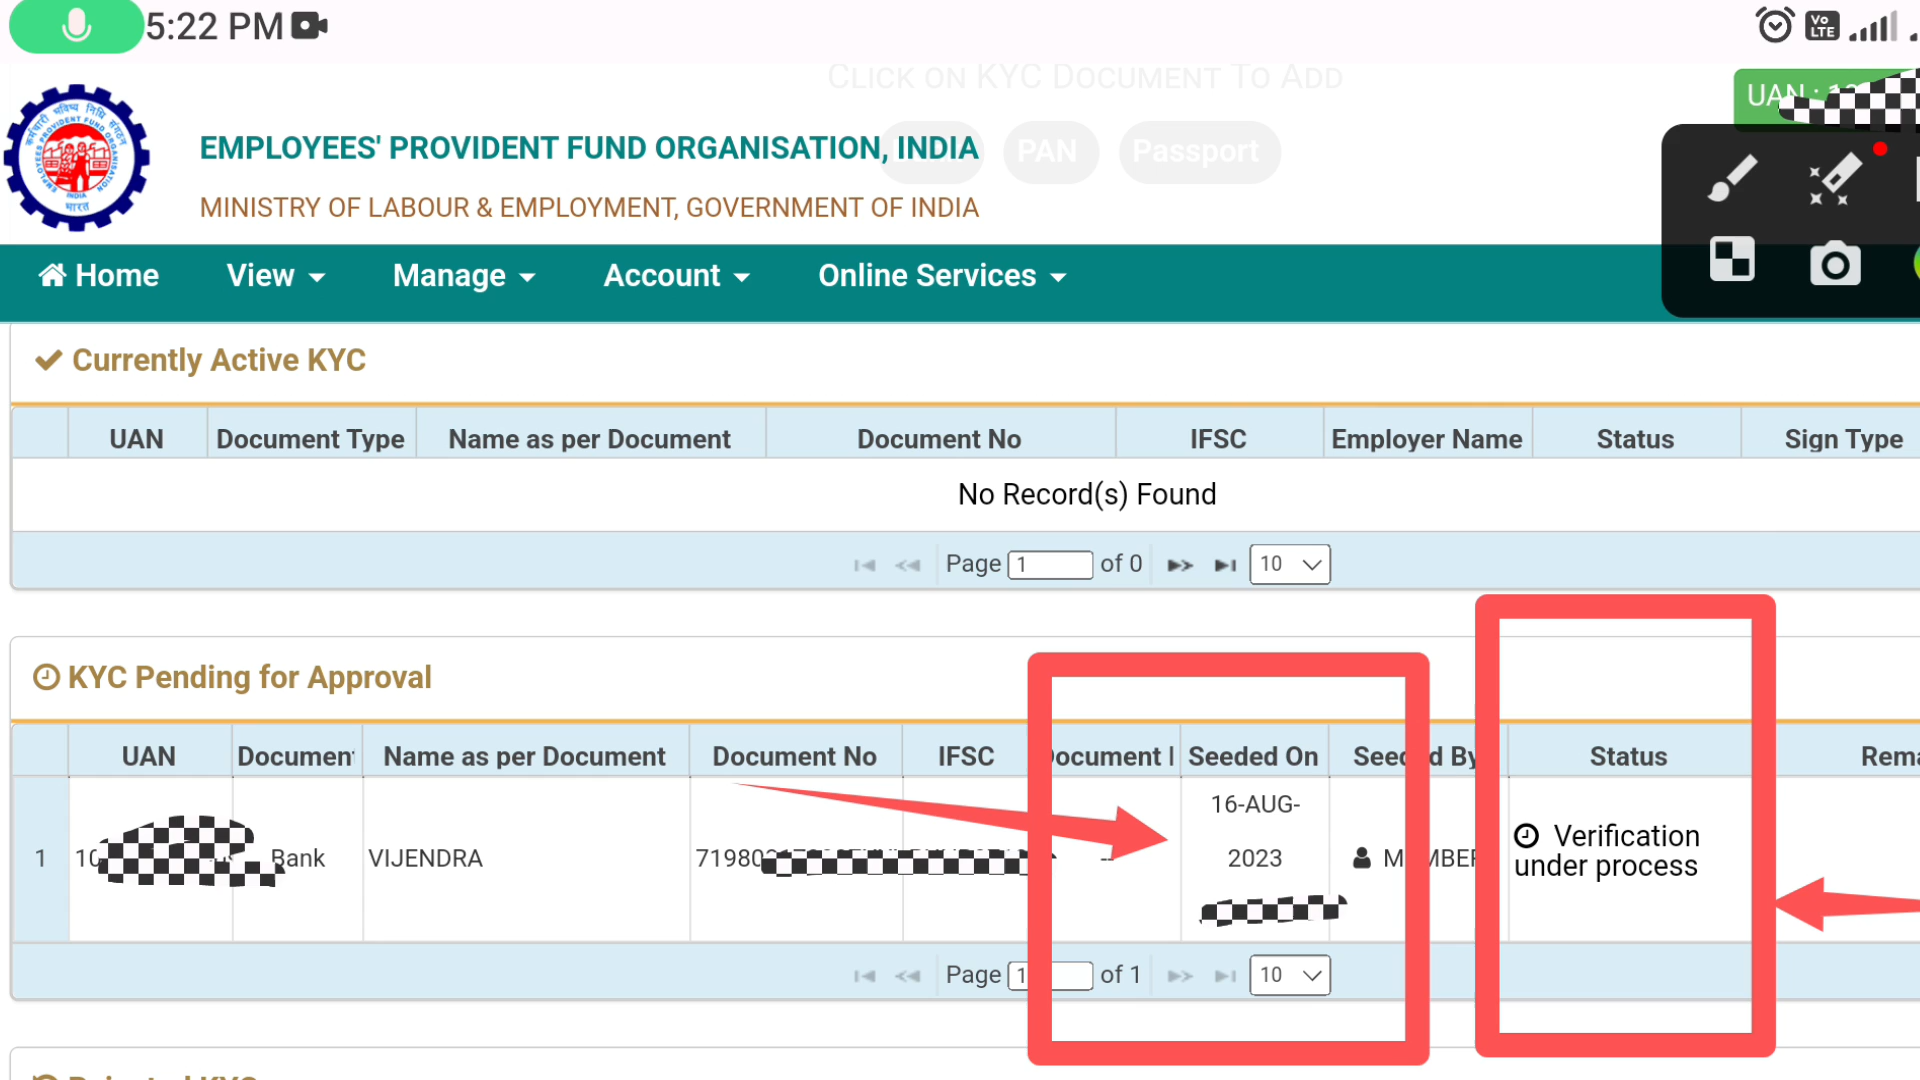 5:22 PM
Vo LTE
CLICK ON KYC DOCUMENT TO ADD
UAN :
EMPLOYEES' PROVIDENT FUND ORGANISATION, INDIA
PAN
Passport
MINISTRY OF LABOUR & EMPLOYMENT, GOVERNMENT OF INDIA
Home View Manage Account Online Services
Currently Active KYC
UAN Document Type Name as per Document Document No IFSC Employer Name Status Sign Type
No Record(s) Found
Page 1 of 0 10
KYC Pending for Approval
UAN Document Name as per Document Document No IFSC Seeded On Status
16-AUG-
2023
1 Bank VIJENDRA --
Verification
under process
Page 1 of 1 10